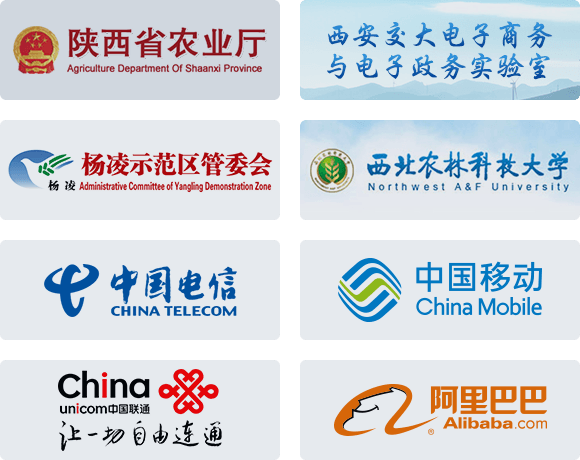 陕西省农业厅
Agriculture Department Of Shaanxi Province
西安交大电子商务
与电子政务实验室
杨凌
杨凌示范区管委会
Administrative Committee of Yangling Demonstration Zone
西北农林科技大学
Northwest A&F University
中国电信
CHINA TELECOM
中国移动
China Mobile
China
unicom中国联通
让一切自由连通
阿里巴巴
Alibaba.com